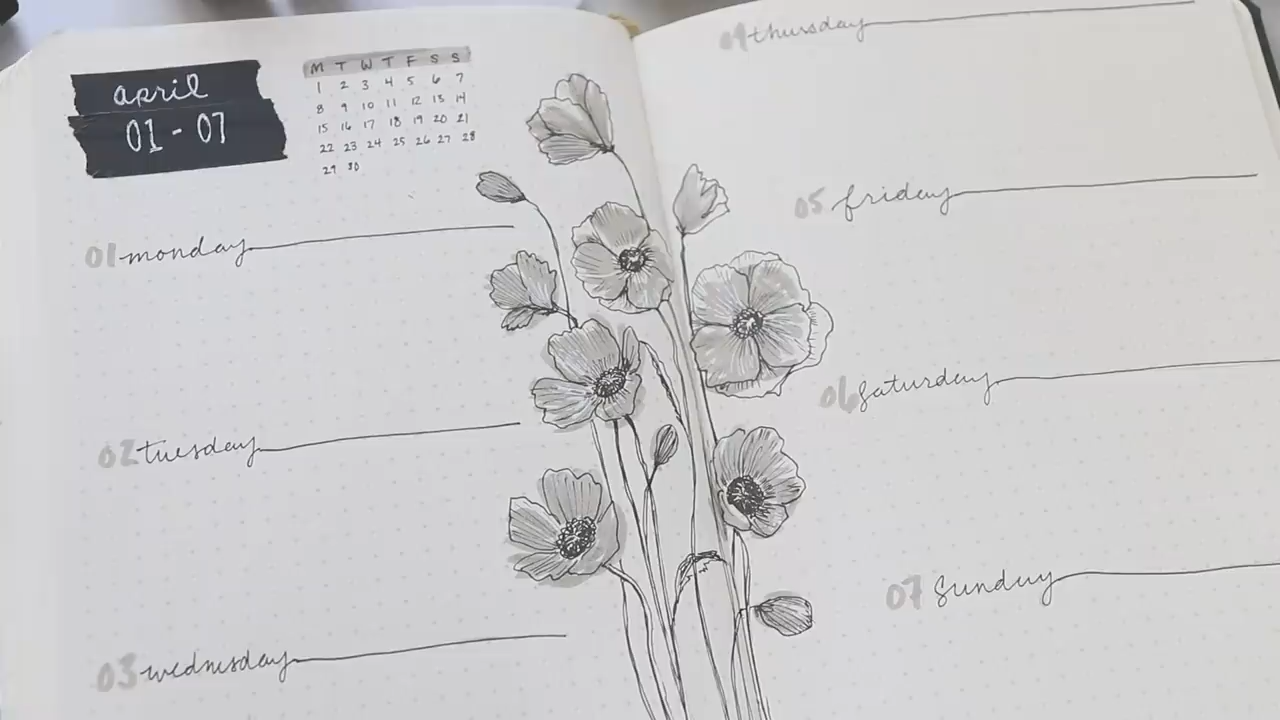 april
01 - 07
M T W T F S S
1 2 3 4 5 6 7
8 9 10 11 12 13 14
15 16 17 18 19 20 21
22 23 24 25 26 27 28
29 30
01 monday
02 tuesday
03 wednesday
04 thursday
05 friday
06 saturday
07 Sunday